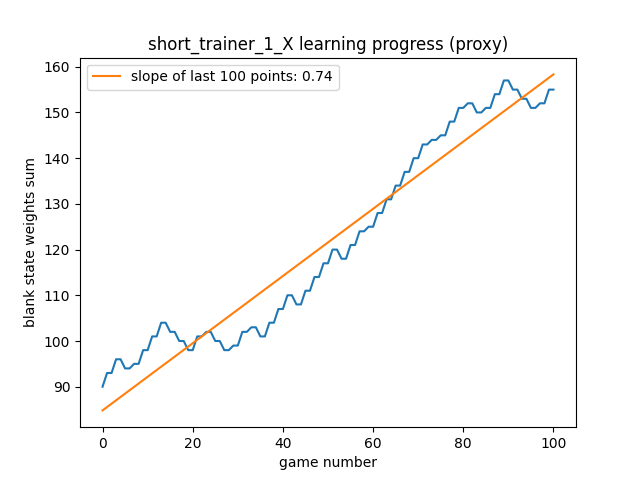 short_trainer_1_X learning progress (proxy)
slope of last 100 points: 0.74
blank state weights sum
160
150
140
130
120
110
100
90
0 20 40 60 80 100
game number